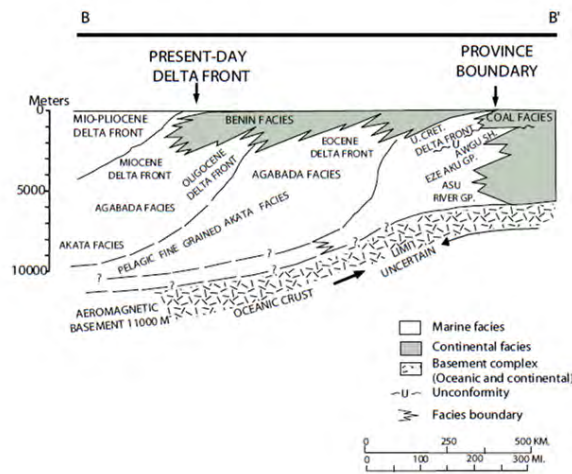 B
B'
PRESENT-DAY
DELTA FRONT
PROVINCE
BOUNDARY
Meters
0
5000
10000
MIO-PLIOCENE
DELTA FRONT
BENIN FACIES
COAL FACIES
MIOCENE
DELTA FRONT
OLIGOCENE
DELTA FRONT
EOCENE
DELTA FRONT
U. CRET.
DELTA FRONT
U
AWGU SH.
EZE AKU GP.
ASU
RIVER GP.
AGABADA FACIES
AGABADA FACIES
AKATA FACIES
PELAGIC FINE GRAINED AKATA FACIES
?
?
?
?
LIMIT
UNCERTAIN
AEROMAGNETIC
BASEMENT 11000 M
OCEANIC CRUST
Marine facies
Continental facies
Basement complex
(Oceanic and continental)
-U- Unconformity
Facies boundary
0 250 500 KM.
0 100 200 300 MI.